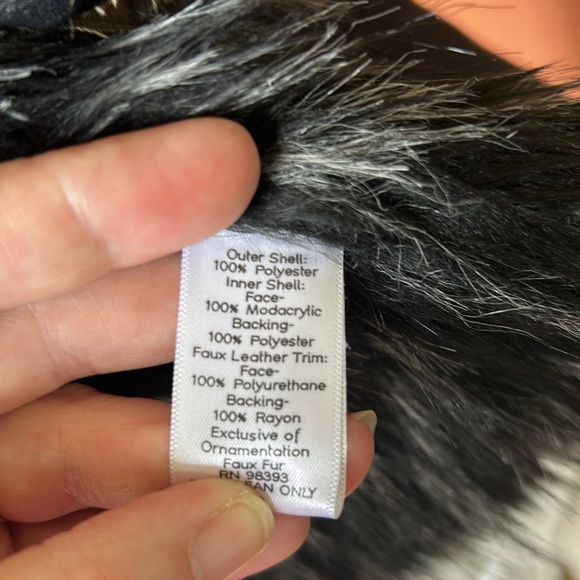 Outer Shell:
100% Polyester
Inner Shell:
Face-
100% Modacrylic
Backing-
100% Polyester
Faux Leather Trim:
Face-
100% Polyurethane
Backing-
100% Rayon
Exclusive of
Ornamentation
Faux Fur
RN 98393
ONLY